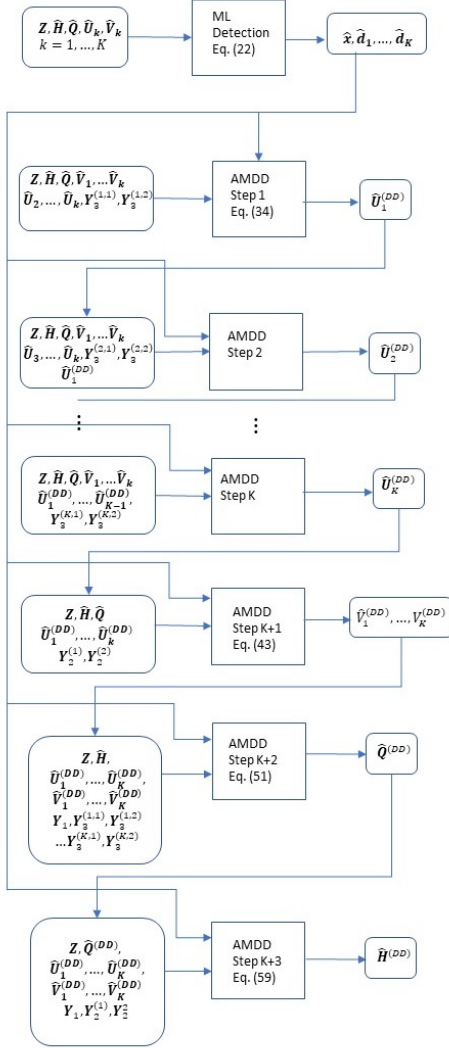 Z, Ĥ, Q̂, Û_k, V̂_k
k = 1, …, K
ML
Detection
Eq. (22)
x̂, d̂_1, …, d̂_K
Z, Ĥ, Q̂, V̂_1, … V̂_k
Û_2, …, Û_k, Y_3^(1,1), Y_3^(1,2)
AMDD
Step 1
Eq. (34)
Û_1^(DD)
Z, Ĥ, Q̂, V̂_1, … V̂_k
Û_3, …, Û_k, Y_3^(2,1), Y_3^(2,2)
Û_1^(DD)
AMDD
Step 2
Û_2^(DD)
⋮
⋮
Z, Ĥ, Q̂, V̂_1, … V̂_k
Û_1^(DD), …, Û_{K-1}^(DD),
Y_3^(K,1), Y_3^(K,2)
AMDD
Step K
Û_K^(DD)
Z, Ĥ, Q̂
Û_1^(DD), …, Û_k^(DD)
Y_2^(1), Y_2^(2)
AMDD
Step K+1
Eq. (43)
V̂_1^(DD), …, V_K^(DD)
Z, Ĥ,
Û_1^(DD), …, Û_K^(DD),
V̂_1^(DD), …, V̂_K^(DD)
Y_1, Y_3^(1,1), Y_3^(1,2)
… Y_3^(K,1), Y_3^(K,2)
AMDD
Step K+2
Eq. (51)
Q̂^(DD)
Z, Q̂^(DD),
Û_1^(DD), …, Û_K^(DD),
V̂_1^(DD), …, V̂_K^(DD)
Y_1, Y_2^(1), Y_2^2
AMDD
Step K+3
Eq. (59)
Ĥ^(DD)